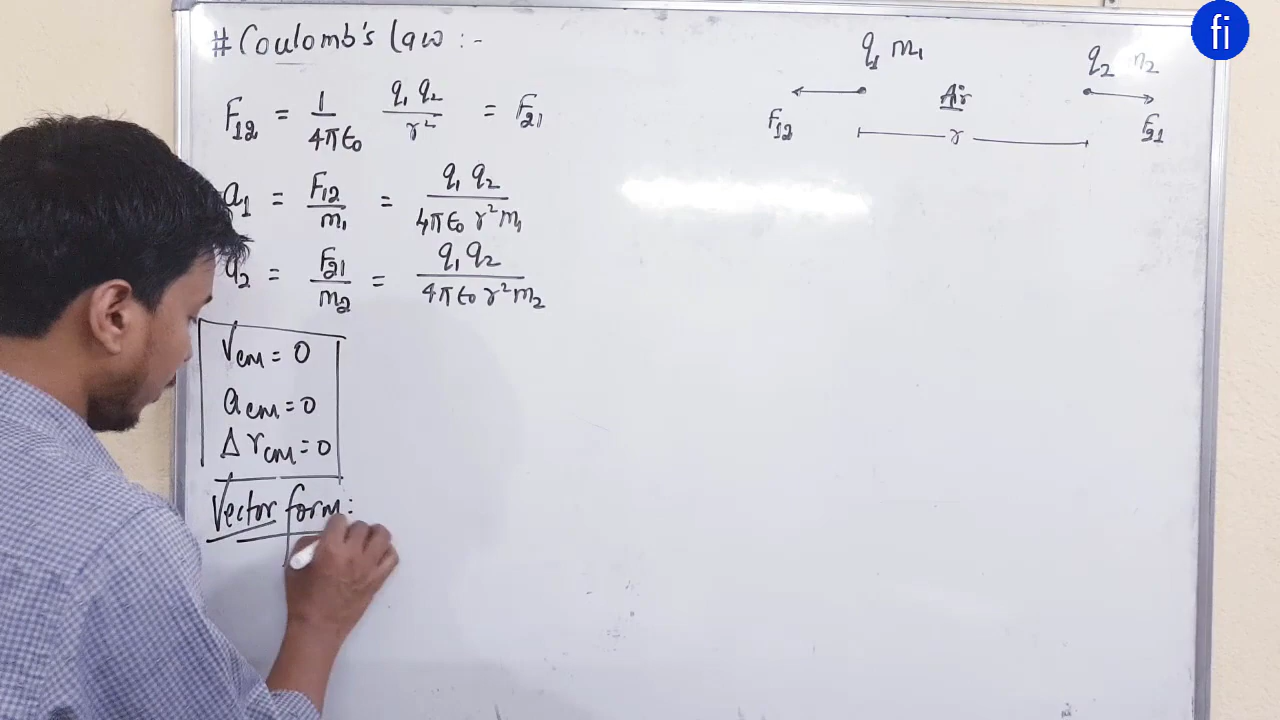 #Coulomb's law :-
F₁₂ = 1/4πε₀ q₁q₂/r² = F₂₁
a₁ = F₁₂/m₁ = q₁q₂/4πε₀r²m₁
a₂ = F₂₁/m₂ = q₁q₂/4πε₀r²m₂
Vcm = 0
acm = 0
Δrcm = 0
Vector form:
q₁ m₁
q₂ m₂
Air
F₁₂
r
F₂₁
fi